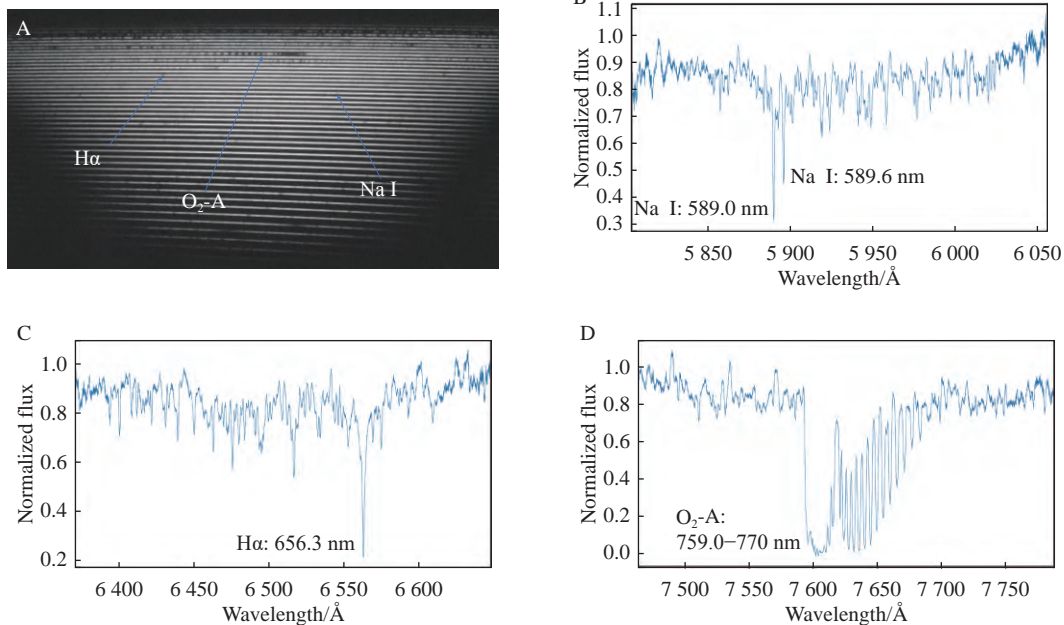 A
Hα
O₂-A
Na I
B
1.1
1.0
0.9
0.8
0.7
0.6
0.5
0.4
0.3
Normalized flux
Na I: 589.6 nm
Na I: 589.0 nm
5 850
5 900
5 950
6 000
6 050
Wavelength/Å
C
1.0
0.8
0.6
0.4
0.2
Normalized flux
Hα: 656.3 nm
6 400
6 450
6 500
6 550
6 600
Wavelength/Å
D
1.0
0.8
0.6
0.4
0.2
0.0
Normalized flux
O₂-A:
759.0−770 nm
7 500
7 550
7 600
7 650
7 700
7 750
Wavelength/Å